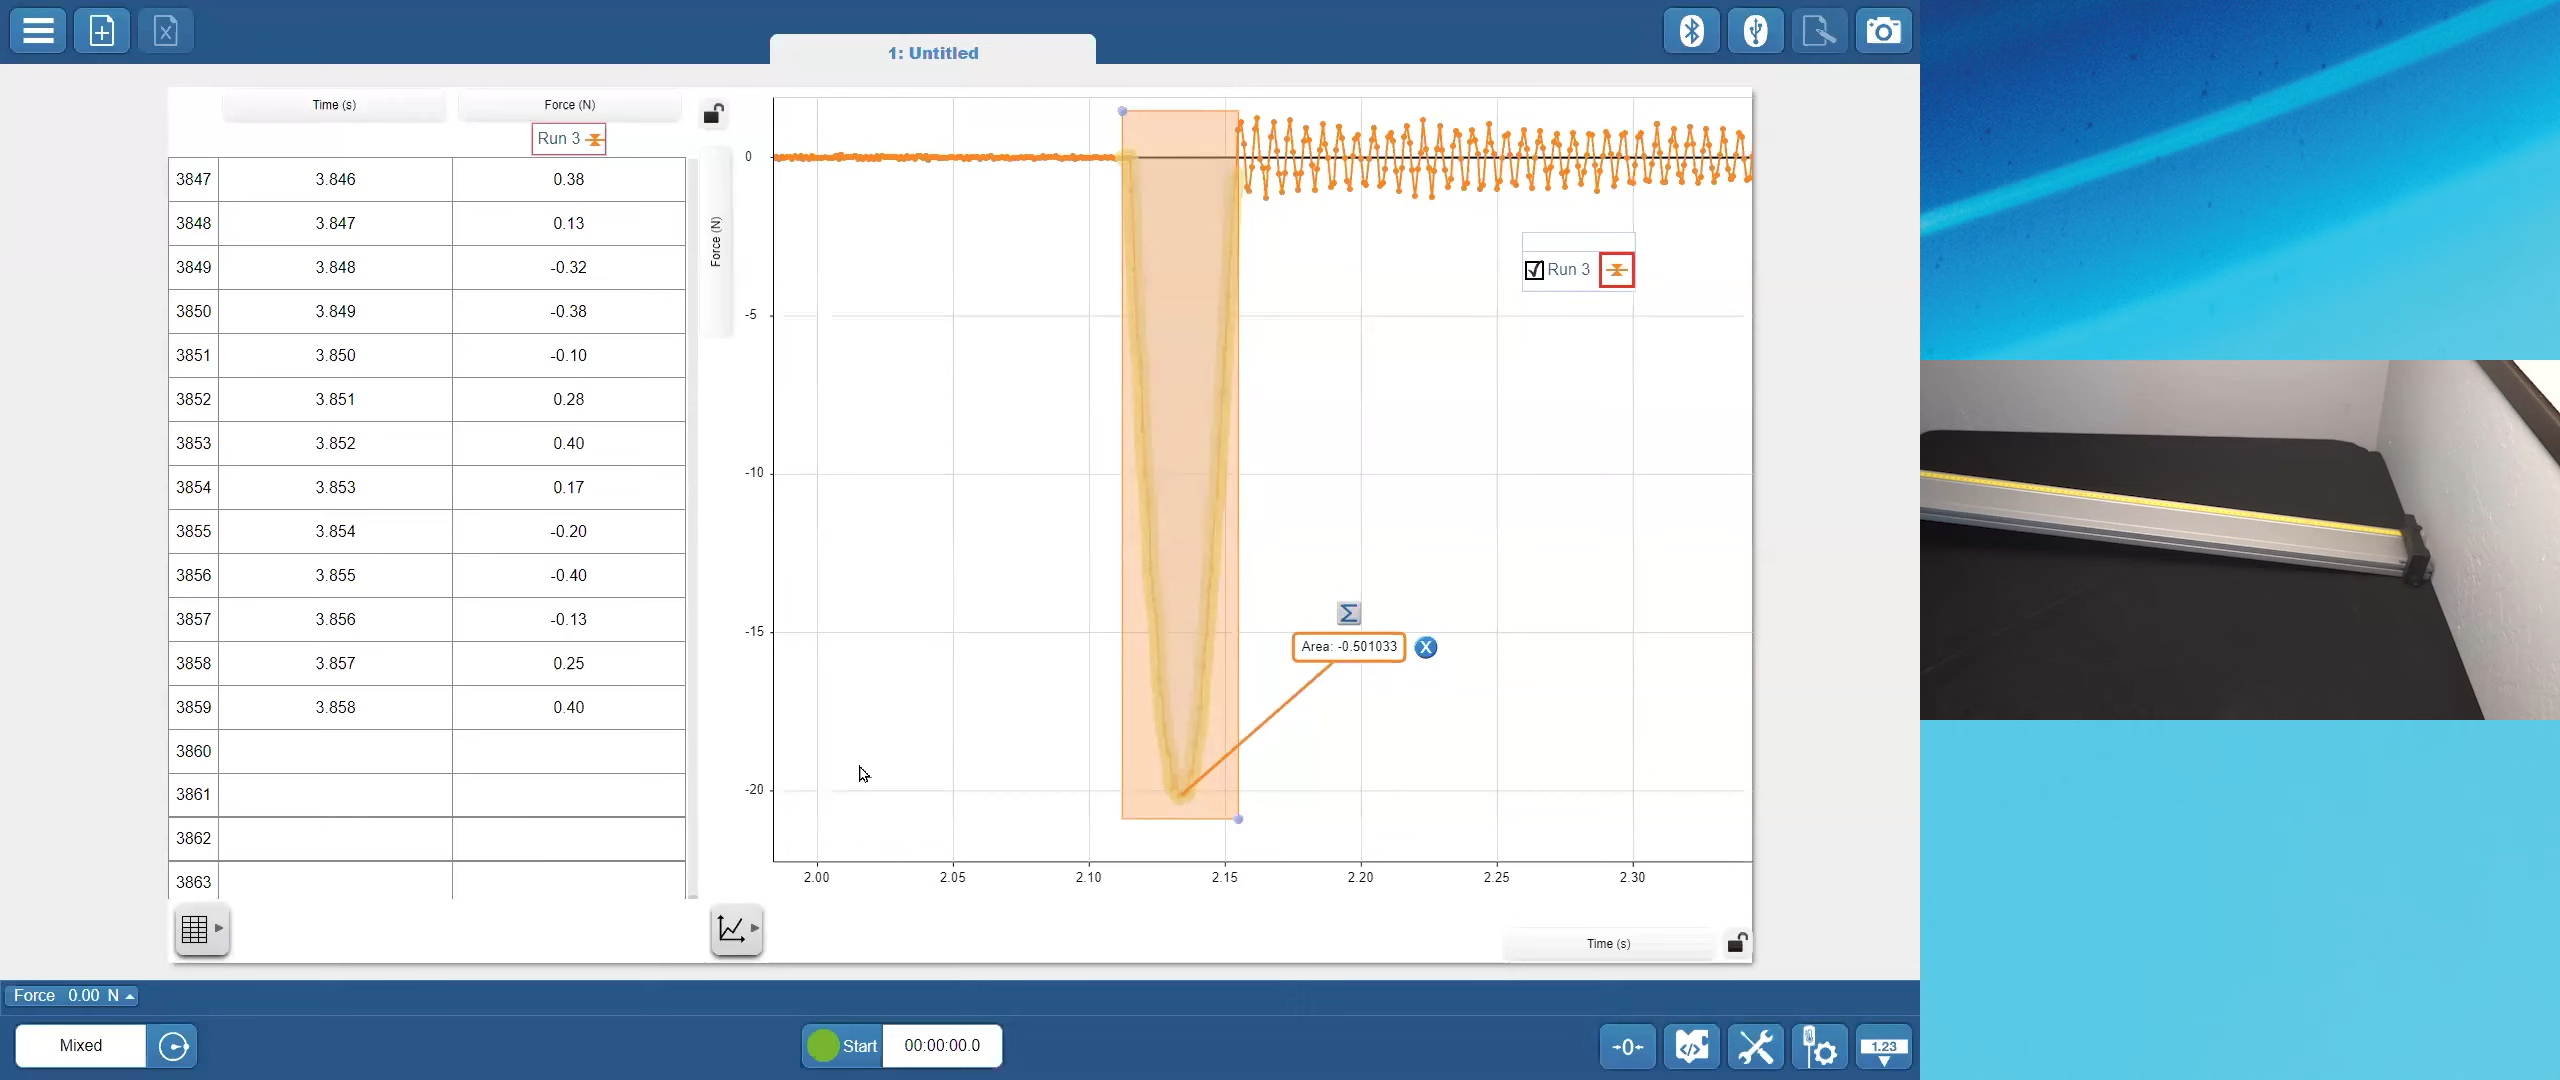 1: Untitled
Time (s) Force (N)
Run 3
3847 3.846 0.38
3848 3.847 0.13
3849 3.848 -0.32
3850 3.849 -0.38
3851 3.850 -0.10
3852 3.851 0.28
3853 3.852 0.40
3854 3.853 0.17
3855 3.854 -0.20
3856 3.855 -0.40
3857 3.856 -0.13
3858 3.857 0.25
3859 3.858 0.40
3860
3861
3862
3863
Force (N)
0
-5
-10
-15
-20
Run 3
Σ
Area: -0.501033 X
2.00 2.05 2.10 2.15 2.20 2.25 2.30
Time (s)
Force 0.00 N
Mixed
Start 00:00:00.0
→0← </> 1.23